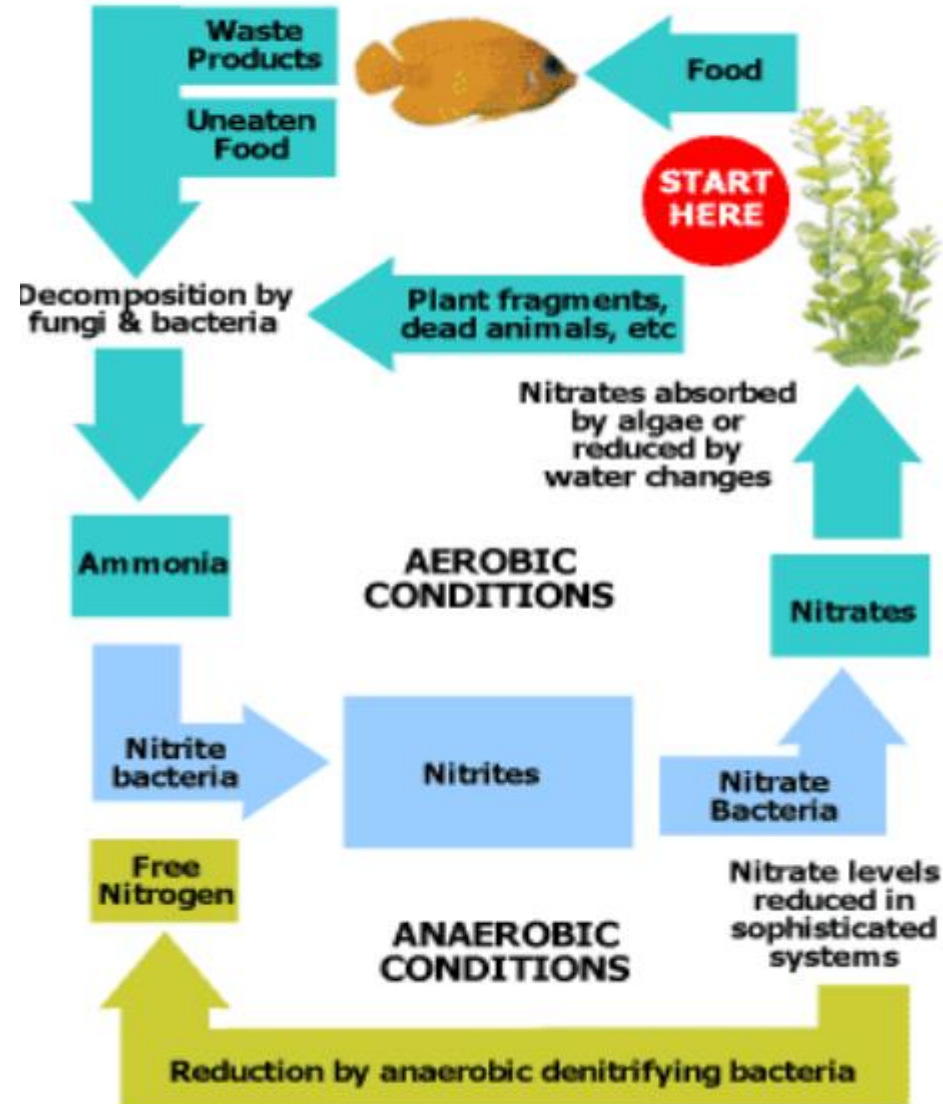 Food
START
HERE
Waste
Products
Uneaten
Food
Decomposition by
fungi & bacteria
Plant fragments,
dead animals, etc
Nitrates absorbed
by algae or
reduced by
water changes
Ammonia
AEROBIC
CONDITIONS
Nitrates
Nitrite
bacteria
Nitrites
Nitrate
Bacteria
Free
Nitrogen
ANAEROBIC
CONDITIONS
Nitrate levels
reduced in
sophisticated
systems
Reduction by anaerobic denitrifying bacteria